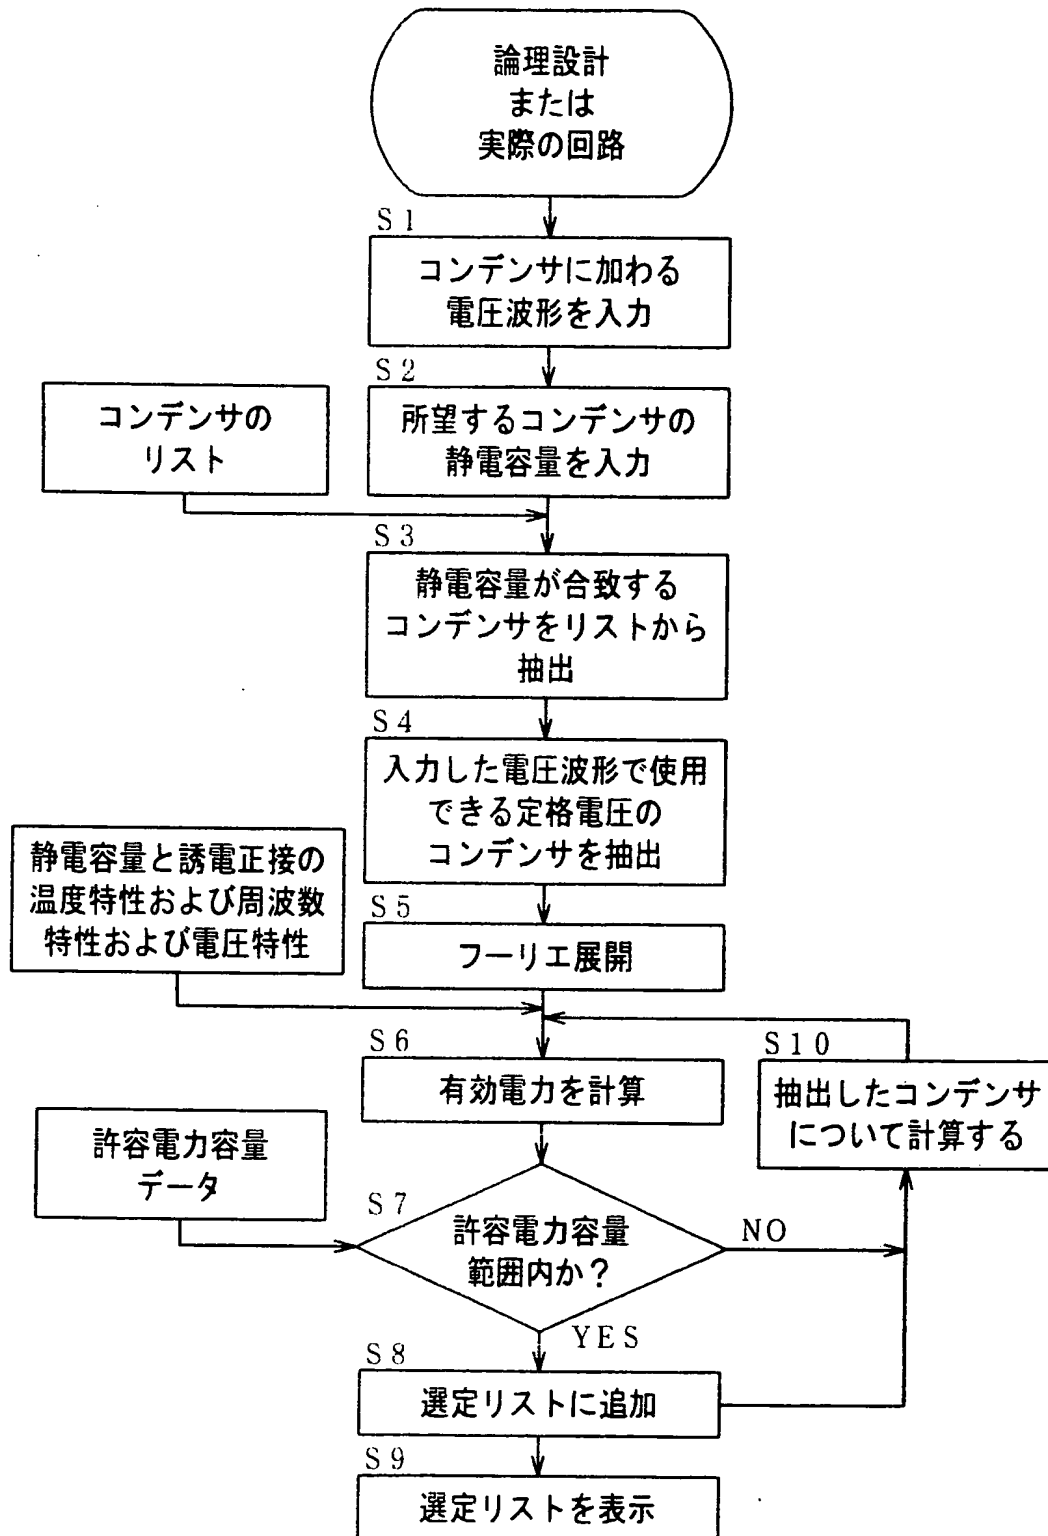 論理設計
または
実際の回路
S1
コンデンサに加わる
電圧波形を入力
S2
所望するコンデンサの
静電容量を入力
コンデンサの
リスト
S3
静電容量が合致する
コンデンサをリストから
抽出
S4
入力した電圧波形で使用
できる定格電圧の
コンデンサを抽出
静電容量と誘電正接の
温度特性および周波数
特性および電圧特性
S5
フーリエ展開
S6
有効電力を計算
S10
抽出したコンデンサ
について計算する
許容電力容量
データ
S7
許容電力容量
範囲内か?
NO
YES
S8
選定リストに追加
S9
選定リストを表示